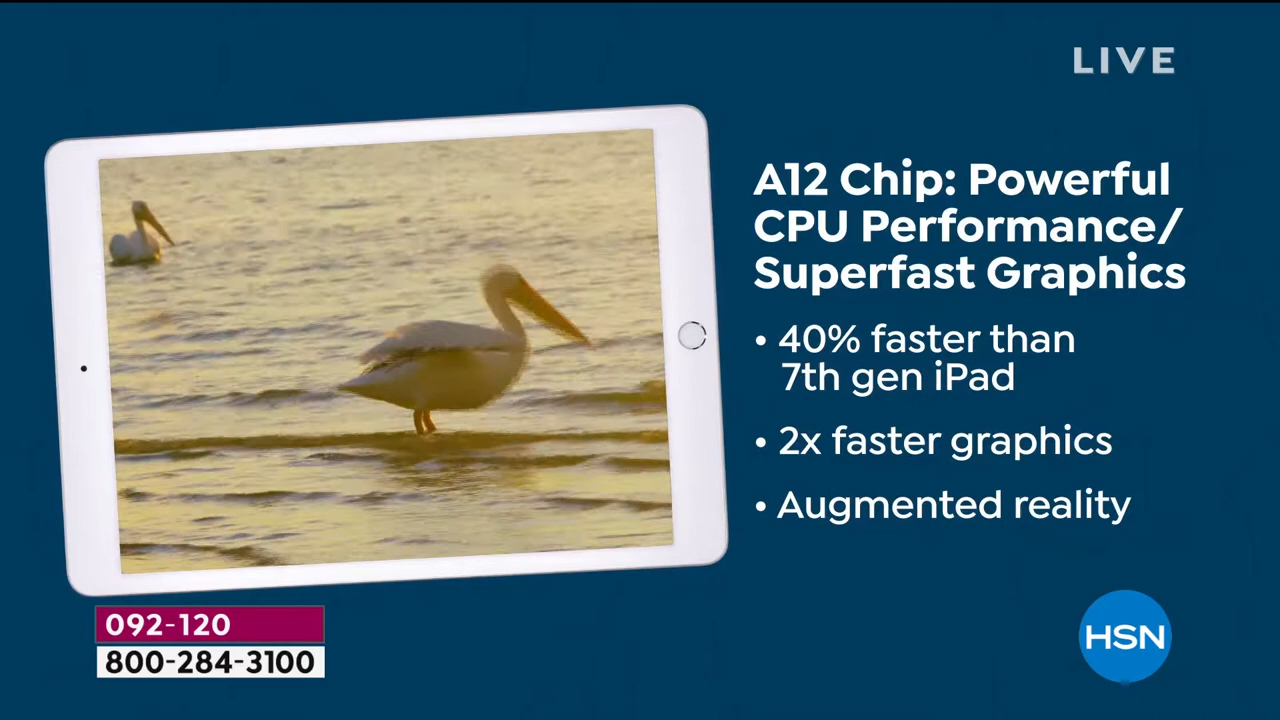 LIVE
A12 Chip: Powerful
CPU Performance/
Superfast Graphics
• 40% faster than
7th gen iPad
• 2x faster graphics
• Augmented reality
092-120
800-284-3100
HSN